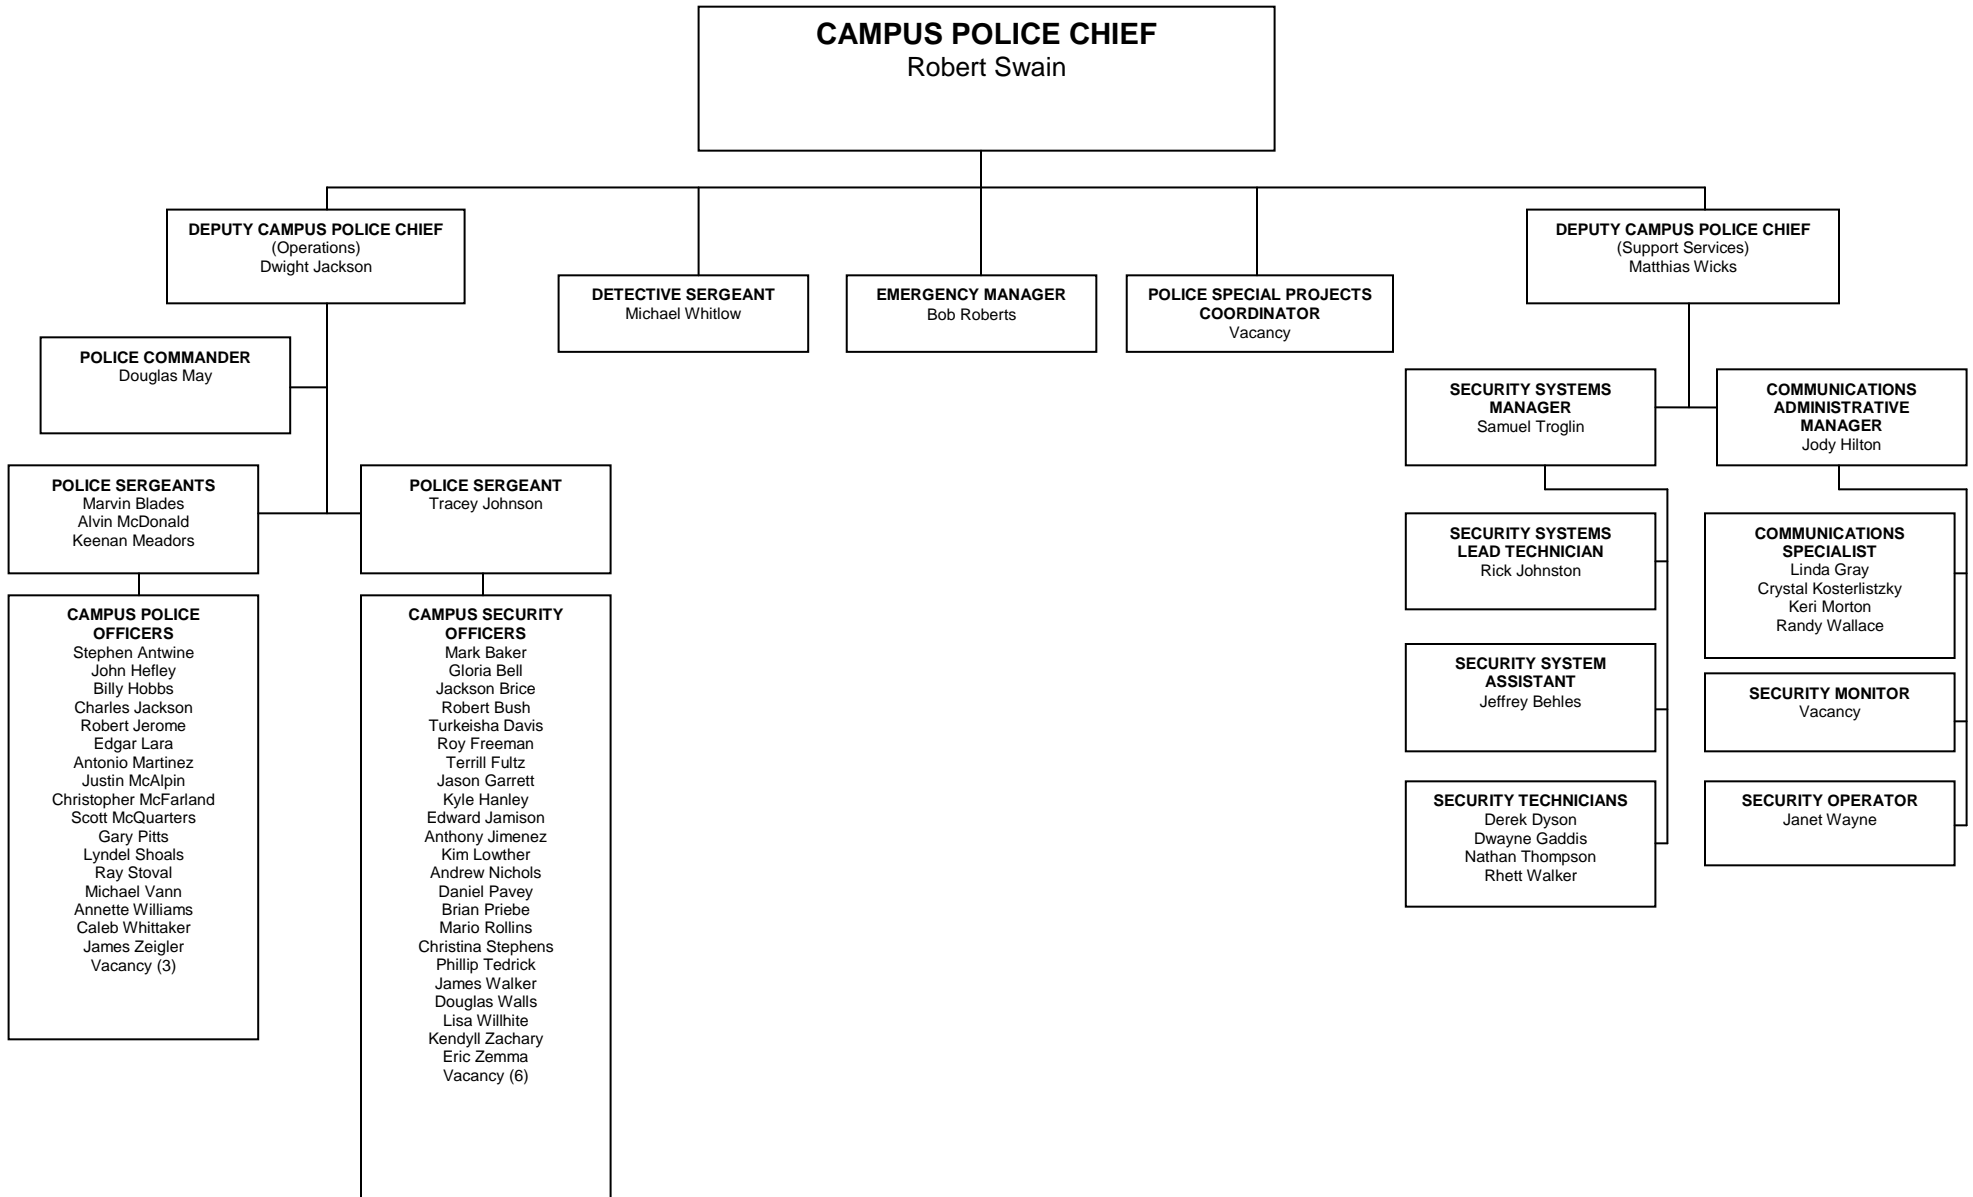 CAMPUS POLICE CHIEF
Robert Swain
DEPUTY CAMPUS POLICE CHIEF
(Operations)
Dwight Jackson
DETECTIVE SERGEANT
Michael Whitlow
EMERGENCY MANAGER
Bob Roberts
POLICE SPECIAL PROJECTS
COORDINATOR
Vacancy
DEPUTY CAMPUS POLICE CHIEF
(Support Services)
Matthias Wicks
POLICE COMMANDER
Douglas May
POLICE SERGEANTS
Marvin Blades
Alvin McDonald
Keenan Meadors
POLICE SERGEANT
Tracey Johnson
CAMPUS POLICE
OFFICERS
Stephen Antwine
John Hefley
Billy Hobbs
Charles Jackson
Robert Jerome
Edgar Lara
Antonio Martinez
Justin McAlpin
Christopher McFarland
Scott McQuarters
Gary Pitts
Lyndel Shoals
Ray Stoval
Michael Vann
Annette Williams
Caleb Whittaker
James Zeigler
Vacancy (3)
CAMPUS SECURITY
OFFICERS
Mark Baker
Gloria Bell
Jackson Brice
Robert Bush
Turkeisha Davis
Roy Freeman
Terrill Fultz
Jason Garrett
Kyle Hanley
Edward Jamison
Anthony Jimenez
Kim Lowther
Andrew Nichols
Daniel Pavey
Brian Priebe
Mario Rollins
Christina Stephens
Phillip Tedrick
James Walker
Douglas Walls
Lisa Willhite
Kendyll Zachary
Eric Zemma
Vacancy (6)
SECURITY SYSTEMS
MANAGER
Samuel Troglin
COMMUNICATIONS
ADMINISTRATIVE
MANAGER
Jody Hilton
SECURITY SYSTEMS
LEAD TECHNICIAN
Rick Johnston
SECURITY SYSTEM
ASSISTANT
Jeffrey Behles
SECURITY TECHNICIANS
Derek Dyson
Dwayne Gaddis
Nathan Thompson
Rhett Walker
COMMUNICATIONS
SPECIALIST
Linda Gray
Crystal Kosterlistzky
Keri Morton
Randy Wallace
SECURITY MONITOR
Vacancy
SECURITY OPERATOR
Janet Wayne